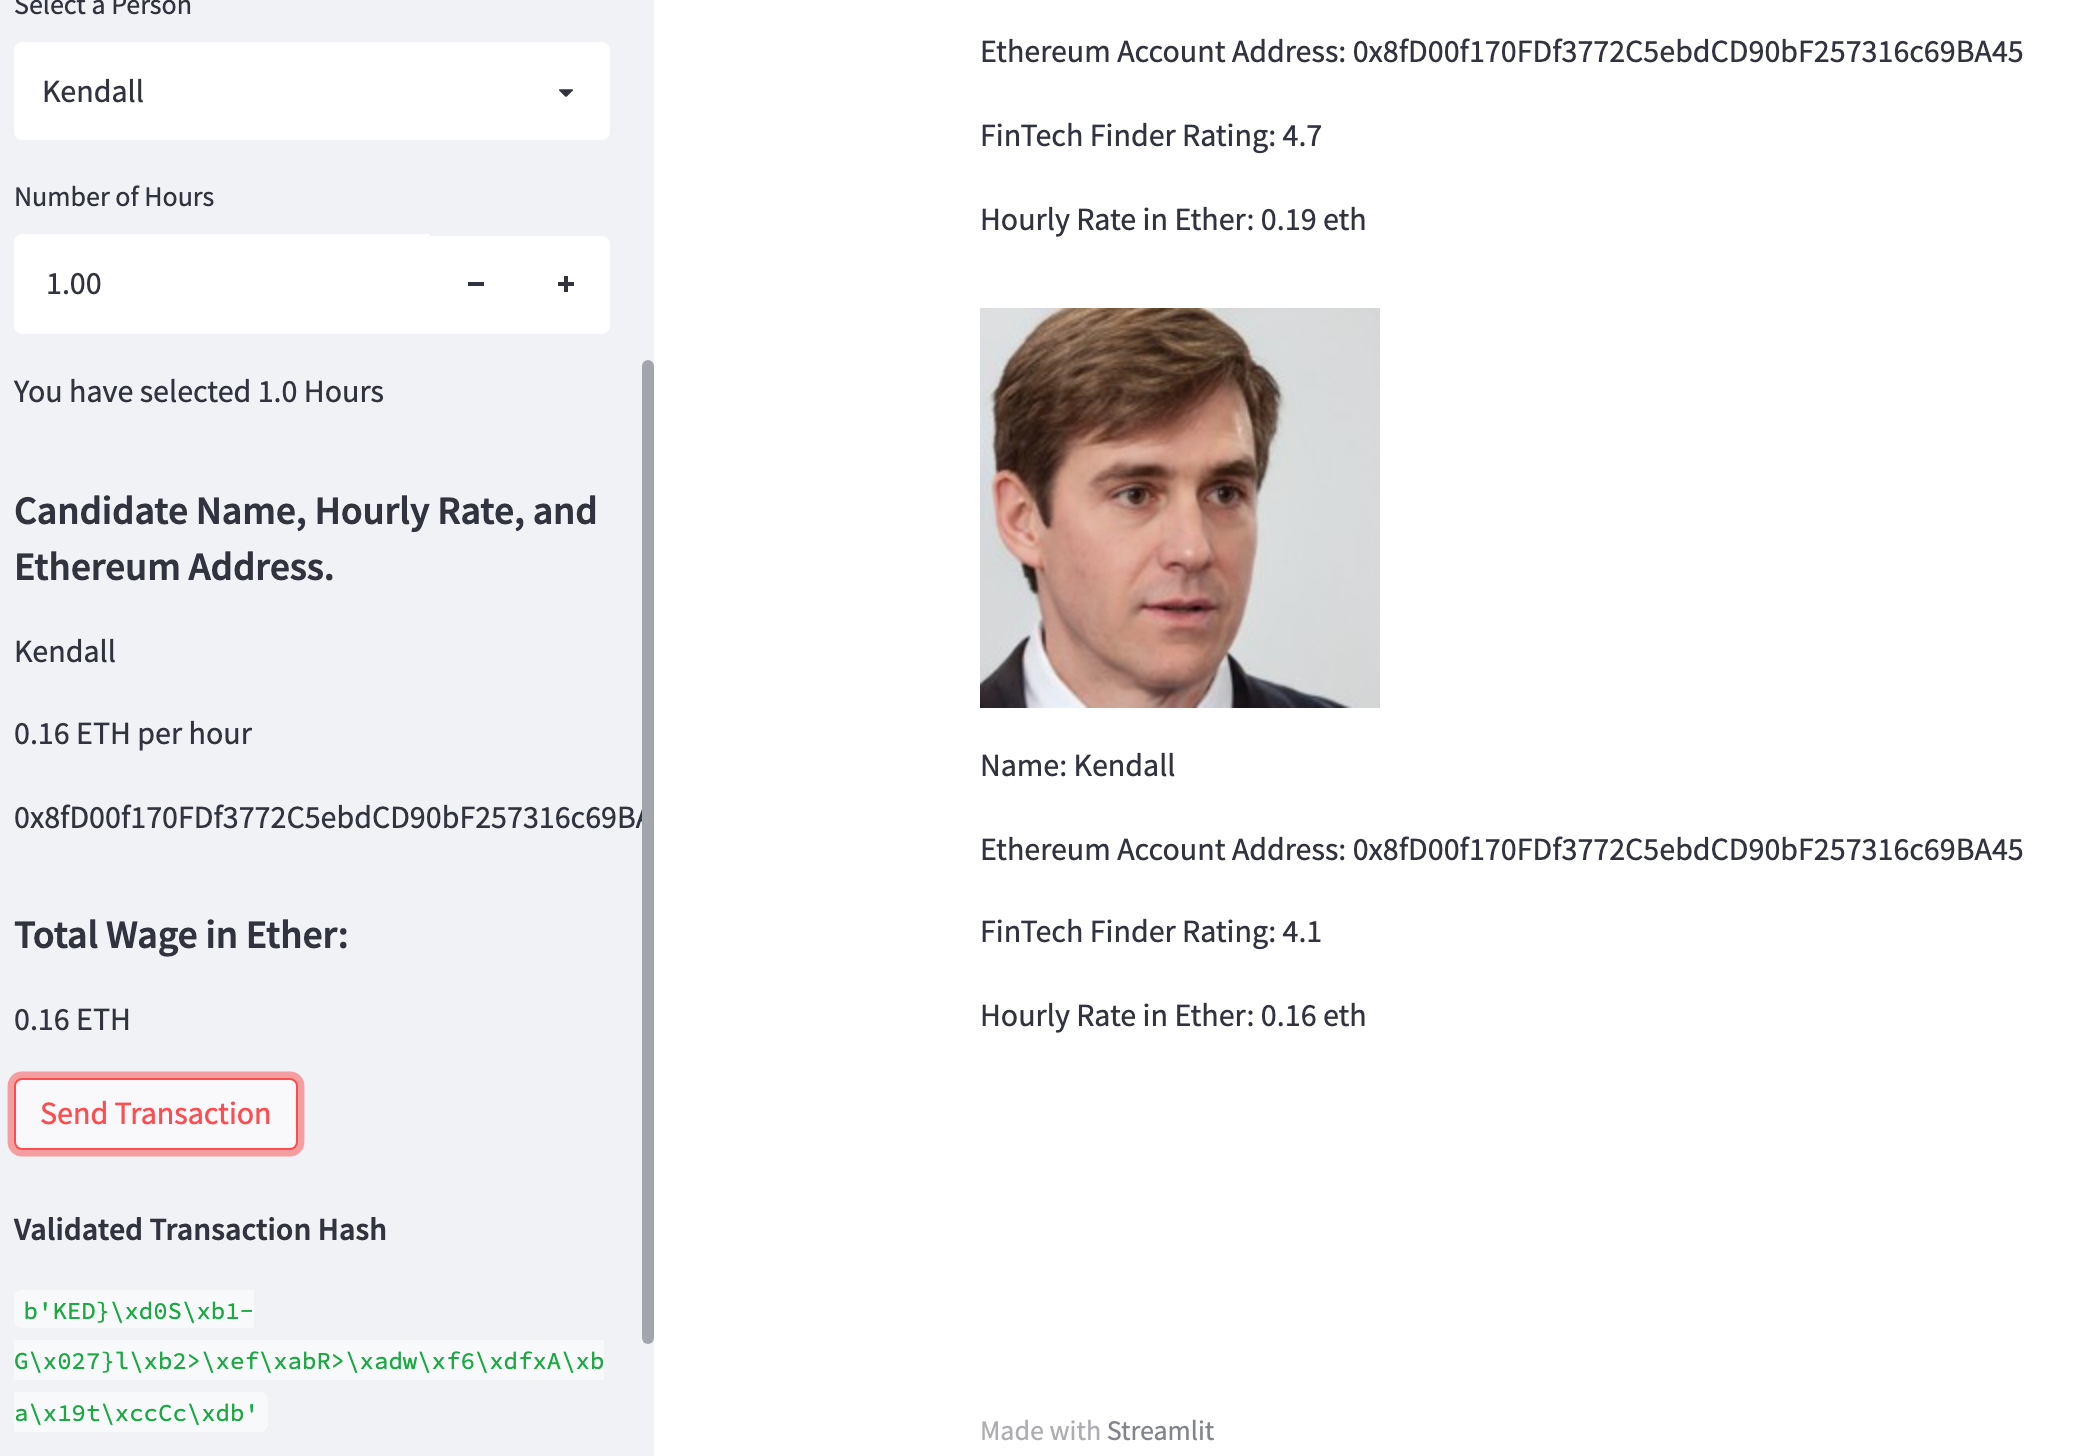 Select a Person
Kendall
Number of Hours
1.00
You have selected 1.0 Hours
Candidate Name, Hourly Rate, and
Ethereum Address.
Kendall
0.16 ETH per hour
0x8fD00f170FDf3772C5ebdCD90bF257316c69BA
Total Wage in Ether:
0.16 ETH
Send Transaction
Validated Transaction Hash
b'KED}\xd0S\xb1-
G\x027}l\xb2>\xef\xabR>\xadw\xf6\xdfxA\xb
a\x19t\xccCc\xdb'
Ethereum Account Address: 0x8fD00f170FDf3772C5ebdCD90bF257316c69BA45
FinTech Finder Rating: 4.7
Hourly Rate in Ether: 0.19 eth
Name: Kendall
Ethereum Account Address: 0x8fD00f170FDf3772C5ebdCD90bF257316c69BA45
FinTech Finder Rating: 4.1
Hourly Rate in Ether: 0.16 eth
Made with Streamlit